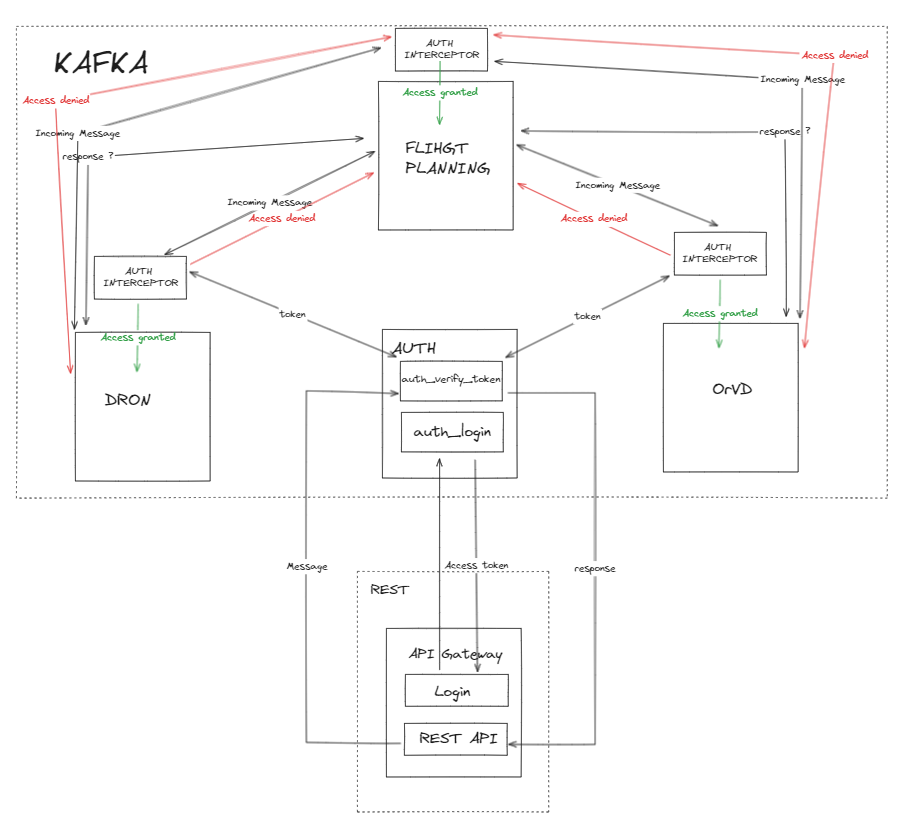 KAFKA
AUTH
INTERCEPTOR
Access denied
Access denied
Incoming Message
Access granted
Incoming Message
response ?
FLIHGT
PLANNING
response ?
Incoming Message
Access denied
Incoming Message
Access denied
AUTH
INTERCEPTOR
AUTH
INTERCEPTOR
token
token
Access granted
Access granted
AUTH
auth_verify_token
DRON
OrVD
auth_login
Message
Access token
response
REST
API Gateway
Login
REST API